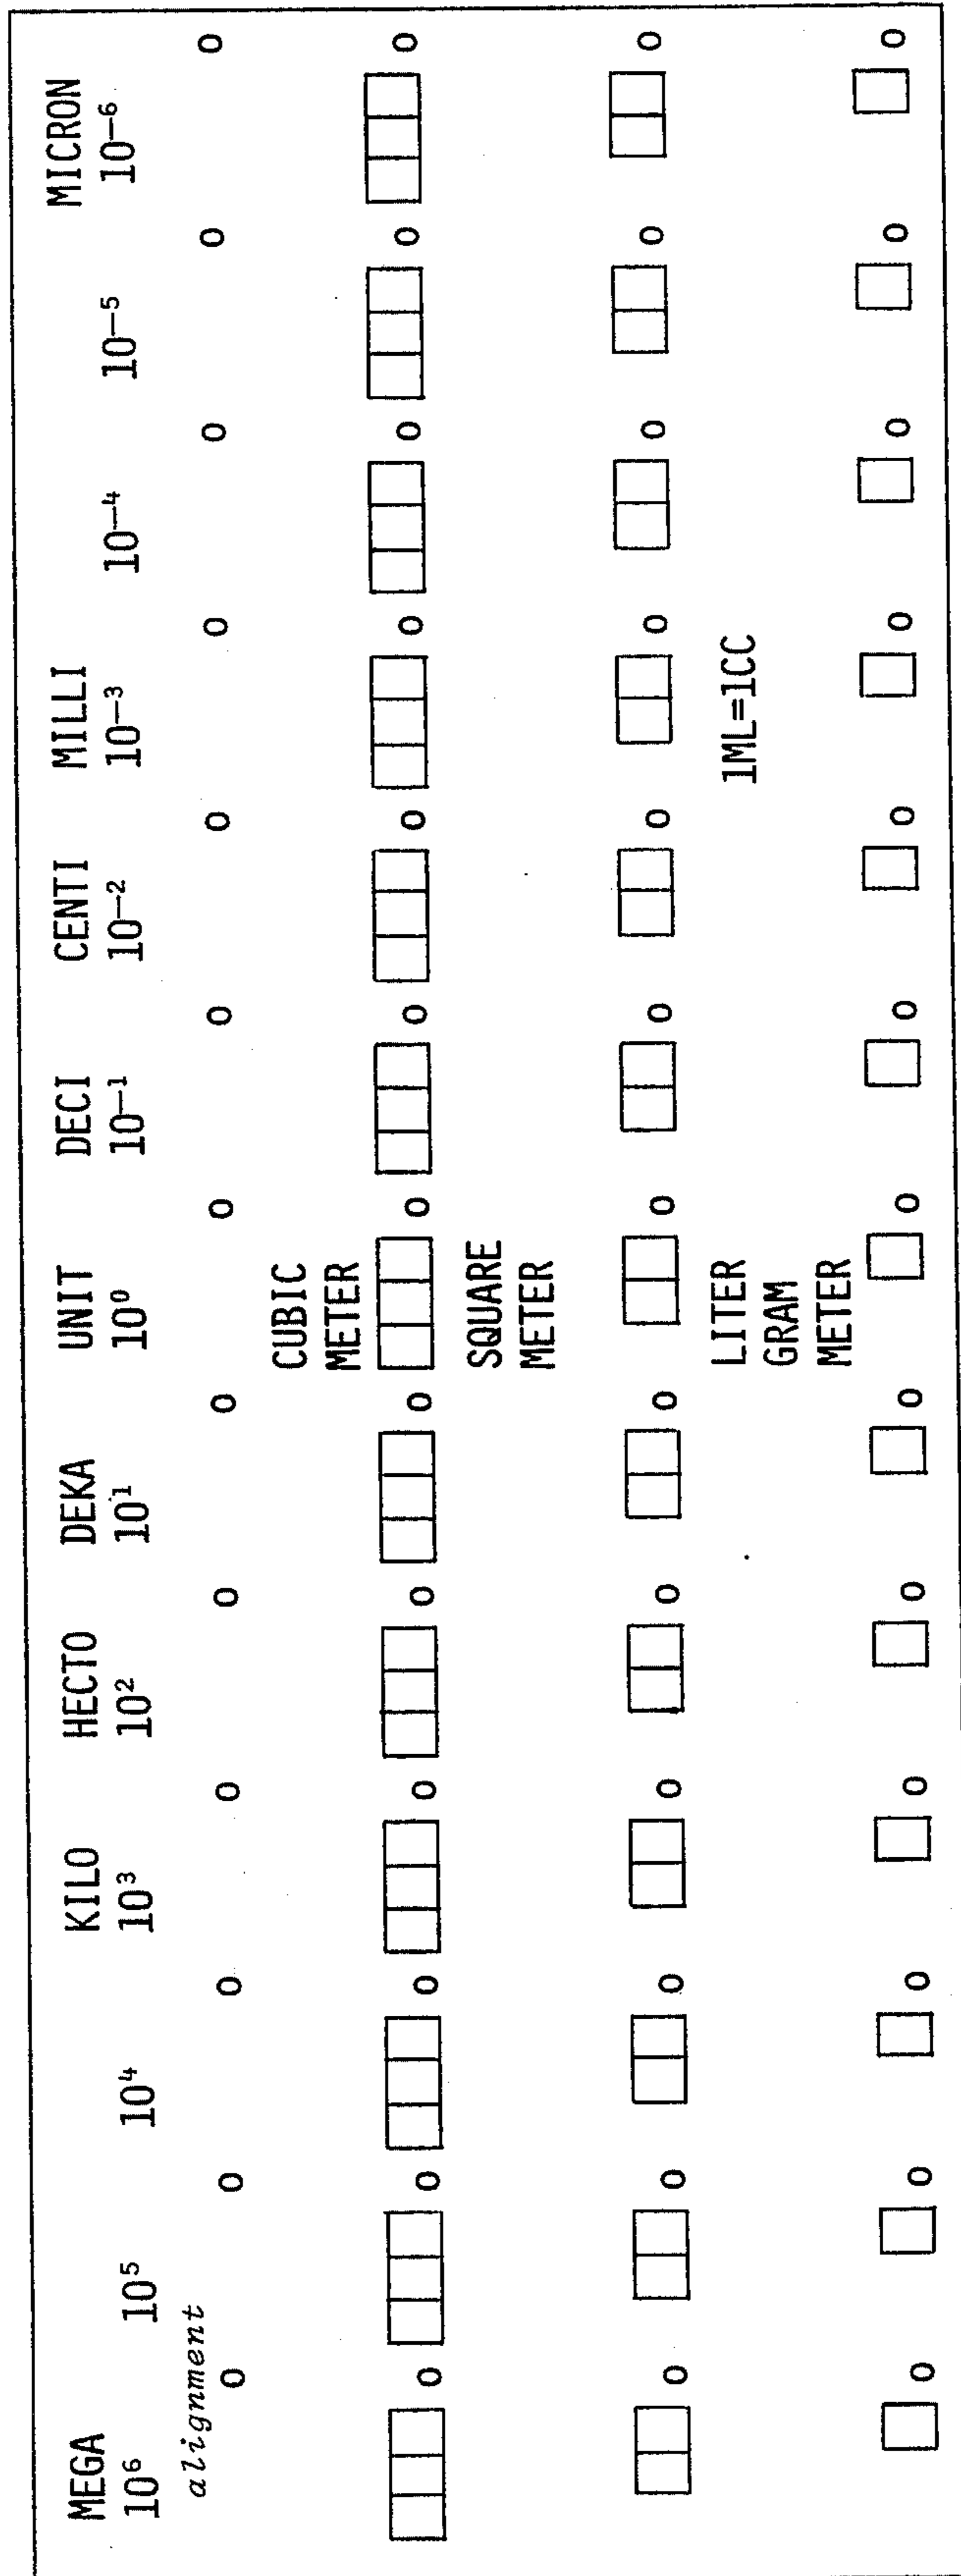 MEGA KILO HECTO DEKA UNIT DECI CENTI MILLI MICRON
10⁶ 10⁵ 10⁴ 10³ 10² 10¹ 10⁰ 10⁻¹ 10⁻² 10⁻³ 10⁻⁴ 10⁻⁵ 10⁻⁶
alignment
CUBIC
METER
SQUARE
METER
LITER 1ML=1CC
GRAM
METER